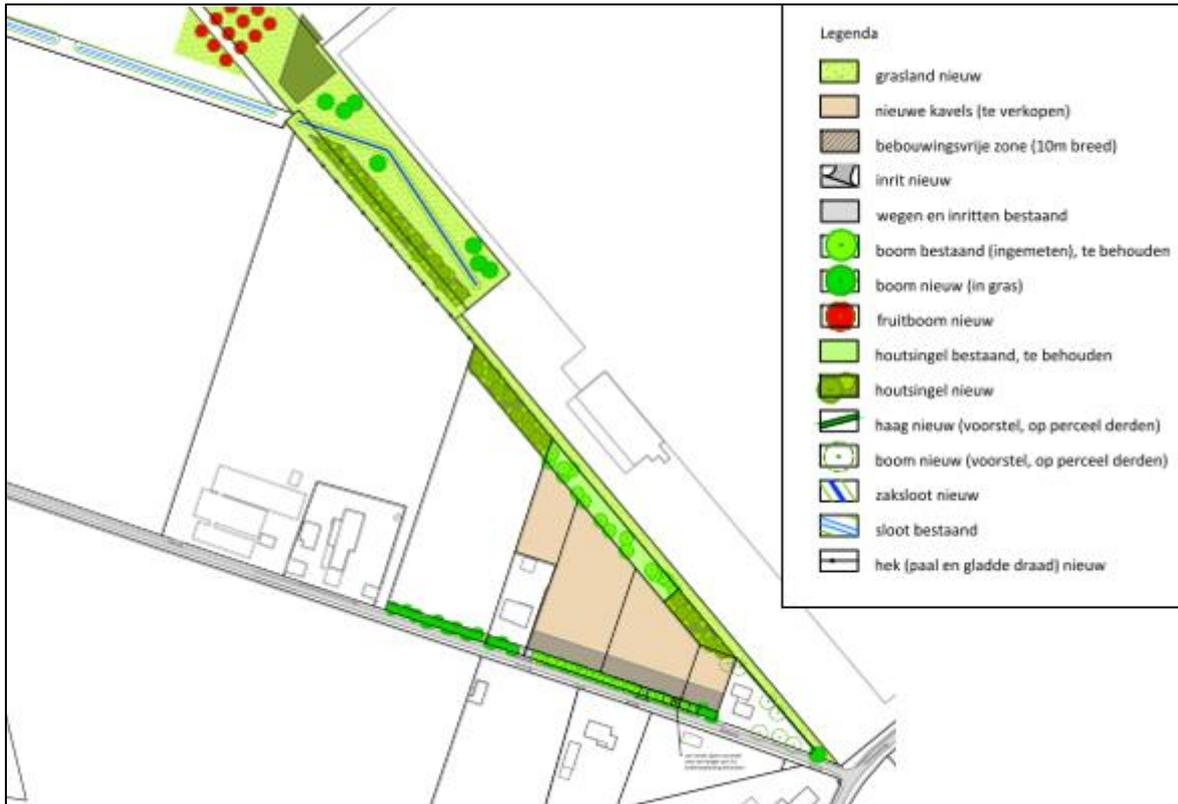 Legenda
grasland nieuw
nieuwe kavels (te verkopen)
bebouwingsvrije zone (10m breed)
inrit nieuw
wegen en inritten bestaand
boom bestaand (ingemeten), te behouden
boom nieuw (in gras)
fruitboom nieuw
houtsingel bestaand, te behouden
houtsingel nieuw
haag nieuw (voorstel, op perceel derden)
boom nieuw (voorstel, op perceel derden)
zaksloot nieuw
sloot bestaand
hek (paal en gladde draad) nieuw